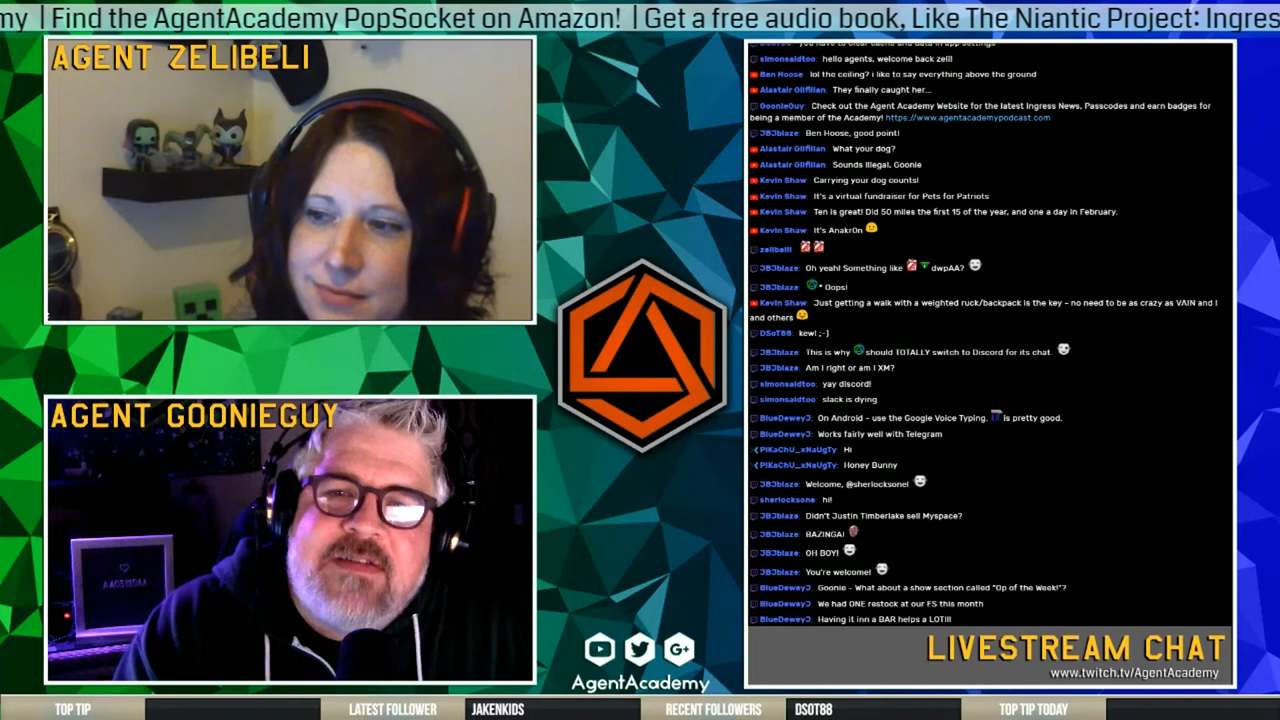 my | Find the AgentAcademy PopSocket on Amazon! | Get a free audio book, Like The Niantic Project: Ingres
AGENT ZELIBELI
AGENT GOONIEGUY
AgentAcademy
simonsaidtoo: hello agents, welcome back zeli!
Ben Hoose lol the ceiling? i like to say everything above the ground
Alastair Gilfillan They finally caught her...
GoonieGuy: Check out the Agent Academy Website for the latest Ingress News, Passcodes and earn badges for
being a member of the Academy! https://www.agentacademypodcast.com
JBJblaze: Ben Hoose, good point!
Alastair Gilfillan What your dog?
Alastair Gilfillan Sounds illegal, Goonie
Kevin Shaw Carrying your dog counts!
Kevin Shaw It's a virtual fundraiser for Pets for Patriots
Kevin Shaw Ten is great! Did 50 miles the first 15 of the year, and one a day in February.
Kevin Shaw It's Anakr0n
zelibeli
JBJblaze: Oh yeah! Something like dwpAA?
JBJblaze: * Oops!
Kevin Shaw Just getting a walk with a weighted ruck/backpack is the key - no need to be as crazy as VAIN and I
and others
DSoT88: kewl ;-)
JBJblaze: This is why should TOTALLY switch to Discord for its chat.
JBJblaze: Am I right or am I XM?
simonsaidtoo: yay discord!
simonsaidtoo: slack is dying
BlueDeweyJ: On Android - use the Google Voice Typing. is pretty good.
BlueDeweyJ: Works fairly well with Telegram
PIKaChU_xNaUgTy: Hi
PIKaChU_xNaUgTy: Honey Bunny
JBJblaze: Welcome, @sherlocksone!
sherlocksone hi!
JBJblaze: Didn't Justin Timberlake sell Myspace?
JBJblaze: BAZINGA!
JBJblaze: OH BOY!
JBJblaze: You're welcome!
BlueDeweyJ Goonie - What about a show section called "Op of the Week!"?
BlueDeweyJ: We had ONE restock at our FS this month
BlueDeweyJ: Having it inn a BAR helps a LOT!!!
LIVESTREAM CHAT
www.twitch.tv/AgentAcademy
TOP TIP LATEST FOLLOWER JAKENKIDS RECENT FOLLOWERS DSOT88 TOP TIP TODAY